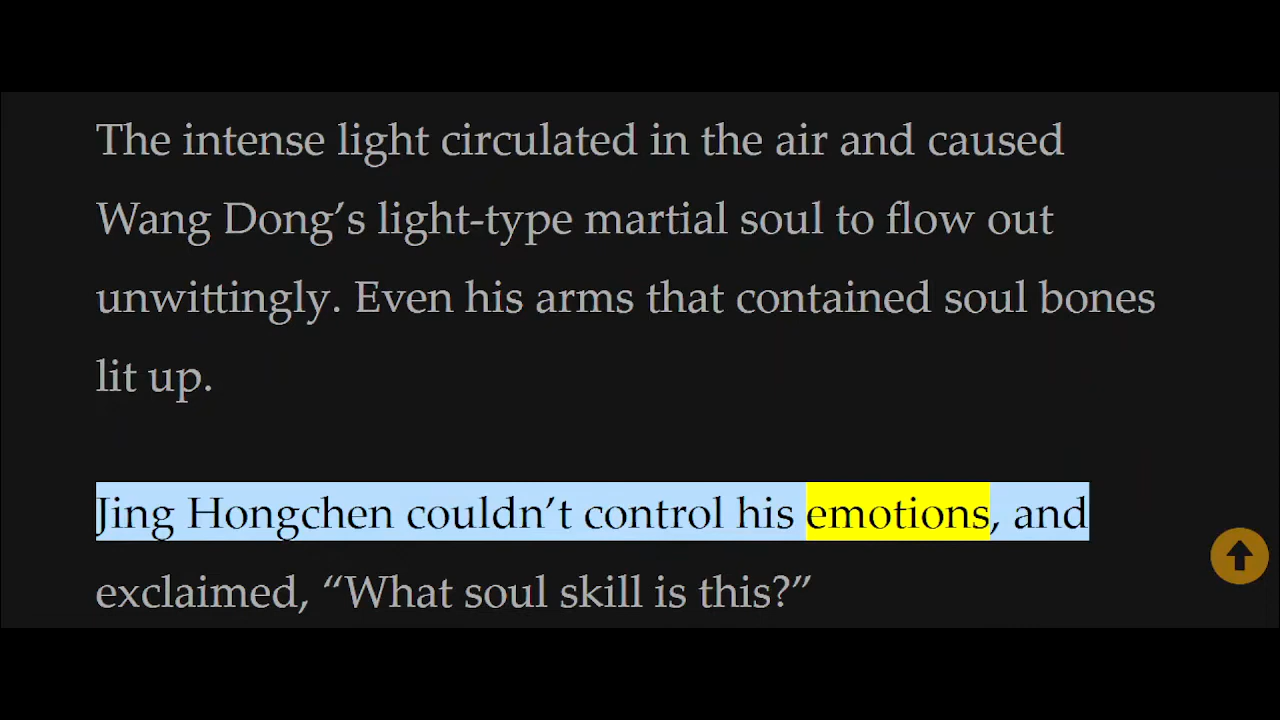 The intense light circulated in the air and caused
Wang Dong’s light-type martial soul to flow out
unwittingly. Even his arms that contained soul bones
lit up.
Jing Hongchen couldn’t control his emotions, and
exclaimed, “What soul skill is this?”